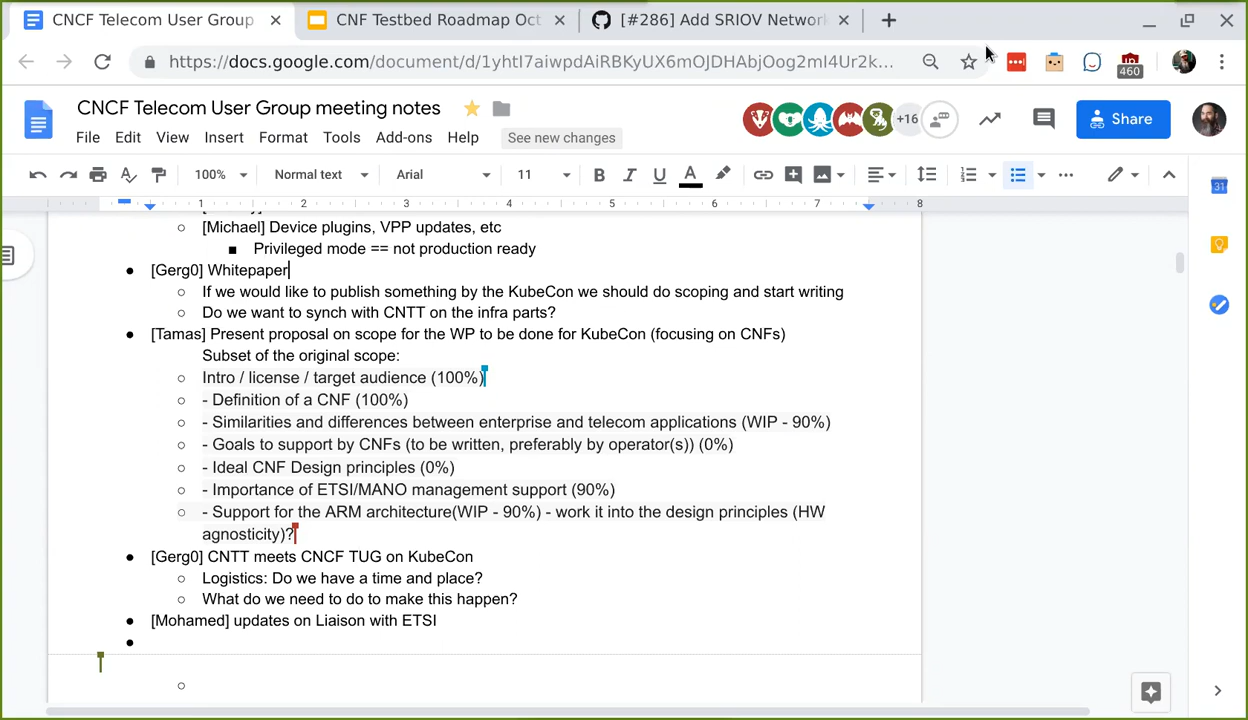 CNCF Telecom User Group
CNF Testbed Roadmap Oct
[#286] Add SRIOV Network
https://docs.google.com/document/d/1yhtI7aiwpdAiRBKyUX6mOJDHAbjOog2mI4Ur2k...
460
CNCF Telecom User Group meeting notes
+16
Share
File Edit View Insert Format Tools Add-ons Help See new changes
100% Normal text Arial 11 B I U A
31
1 2 3 4 5 6 7 8
[Michael] Device plugins, VPP updates, etc
Privileged mode == not production ready
[Gerg0] Whitepaper
If we would like to publish something by the KubeCon we should do scoping and start writing
Do we want to synch with CNTT on the infra parts?
[Tamas] Present proposal on scope for the WP to be done for KubeCon (focusing on CNFs)
Subset of the original scope:
Intro / license / target audience (100%)
- Definition of a CNF (100%)
- Similarities and differences between enterprise and telecom applications (WIP - 90%)
- Goals to support by CNFs (to be written, preferably by operator(s)) (0%)
- Ideal CNF Design principles (0%)
- Importance of ETSI/MANO management support (90%)
- Support for the ARM architecture(WIP - 90%) - work it into the design principles (HW
agnosticity)?
[Gerg0] CNTT meets CNCF TUG on KubeCon
Logistics: Do we have a time and place?
What do we need to do to make this happen?
[Mohamed] updates on Liaison with ETSI